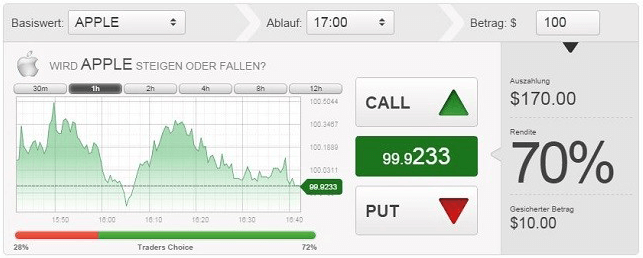 Basiswert: APPLE Ablauf: 17:00 Betrag: $ 100
WIRD APPLE STEIGEN ODER FALLEN?
30m 1h 2h 4h 8h 12h
100.5044
100.3467
100.1889
100.0311
99.9233
15:50 16:00 16:10 16:20 16:30 16:40
28% Traders Choice 72%
CALL
99.9233
PUT
Auszahlung
$170.00
Rendite
70%
Gesicherter Betrag
$10.00